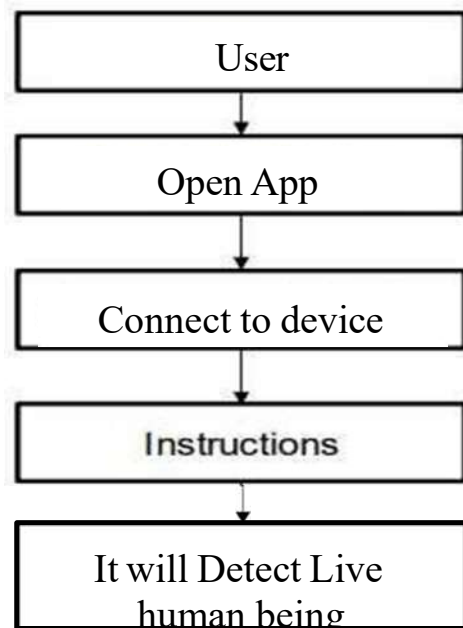 User
Open App
Connect to device
Instructions
It will Detect Live
human being